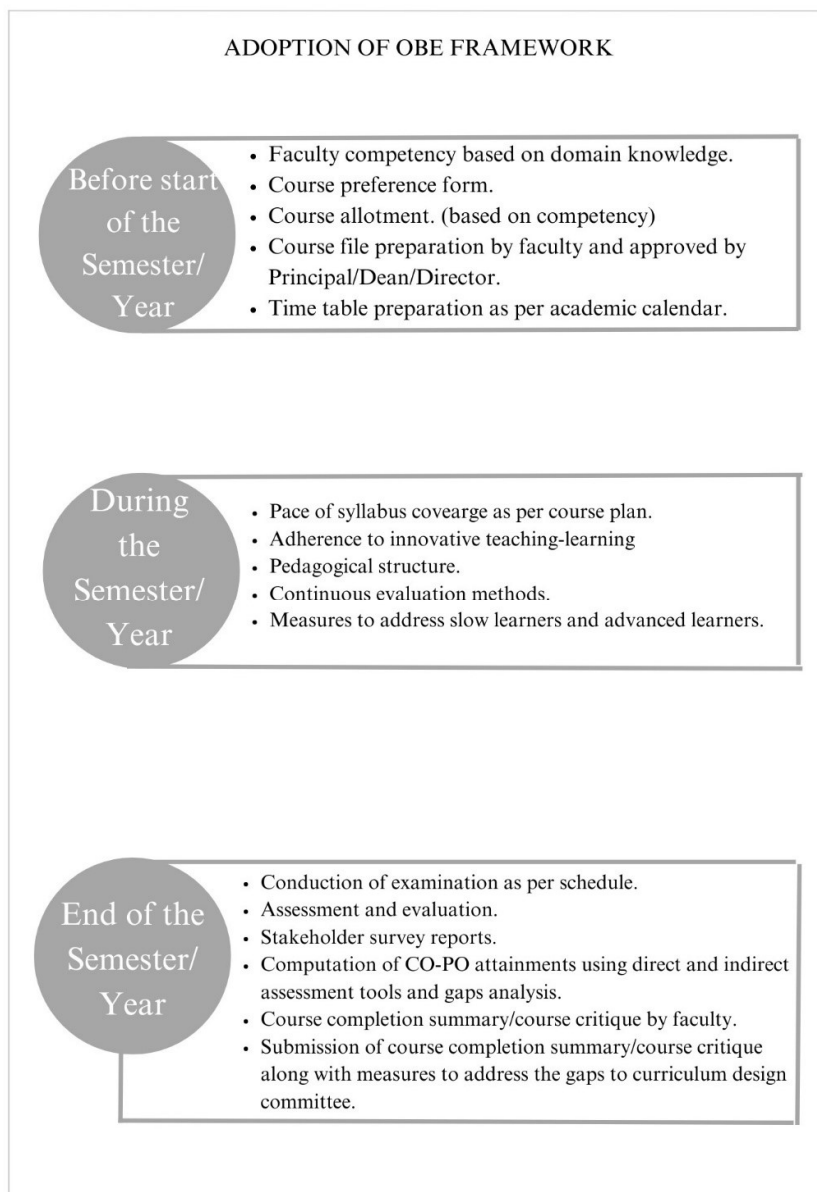 ADOPTION OF OBE FRAMEWORK
Before start
of the
Semester/
Year
• Faculty competency based on domain knowledge.
• Course preference form.
• Course allotment. (based on competency)
• Course file preparation by faculty and approved by
Principal/Dean/Director.
• Time table preparation as per academic calendar.
During
the
Semester/
Year
• Pace of syllabus covearge as per course plan.
• Adherence to innovative teaching-learning
• Pedagogical structure.
• Continuous evaluation methods.
• Measures to address slow learners and advanced learners.
End of the
Semester/
Year
• Conduction of examination as per schedule.
• Assessment and evaluation.
• Stakeholder survey reports.
• Computation of CO-PO attainments using direct and indirect
assessment tools and gaps analysis.
• Course completion summary/course critique by faculty.
• Submission of course completion summary/course critique
along with measures to address the gaps to curriculum design
committee.